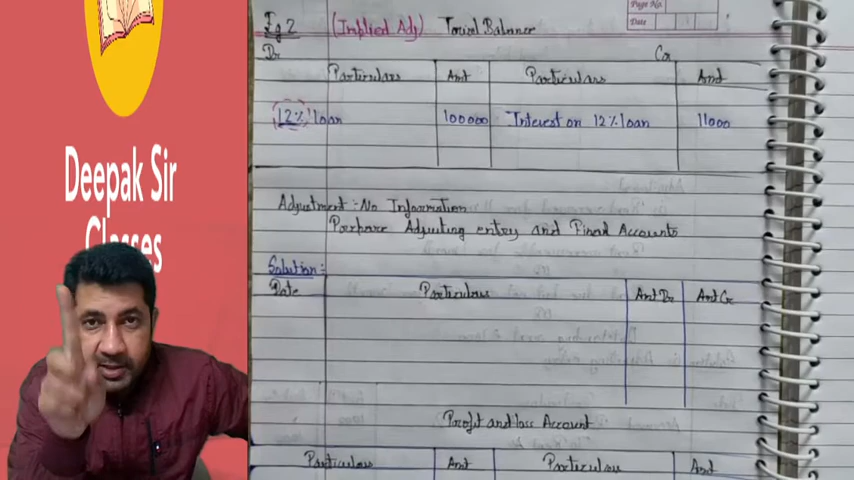 Eg 2 (Implied Adj) Trial Balance
Page No.
Date
Dr Cr
Particulars Amt Particulars Amt
12% loan 100000 Interest on 12% loan 11000
Adjustment :- No Information
Prepare Adjusting entry and Final Accounts
Solution :-
Date Particulars Amt Dr Amt Cr
Profit and loss Account
Particulars Amt Particulars Amt
Deepak Sir
Classes